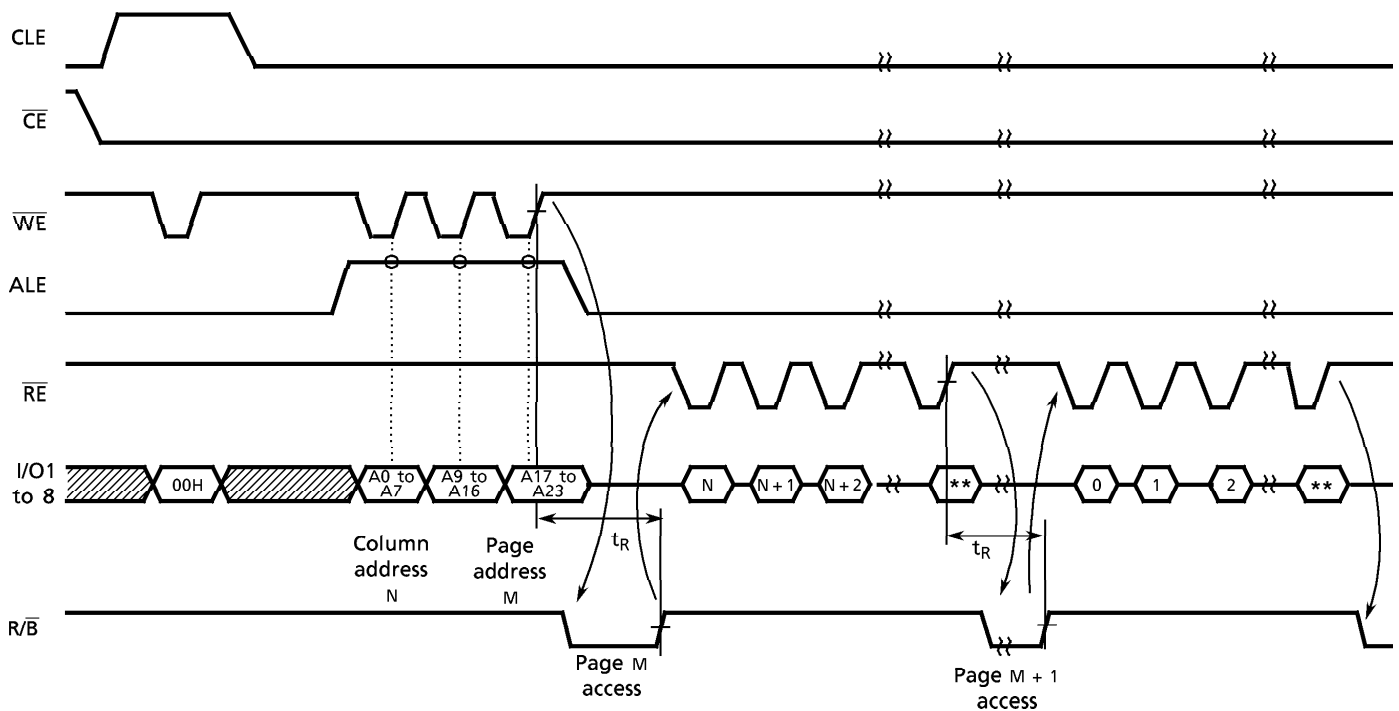 CLE
CE
WE
ALE
RE
I/O1
to 8
00H
A0 to
A7
A9 to
A16
A17 to
A23
N
N + 1
N + 2
**
0
1
2
**
tR
tR
Column
address
N
Page
address
M
R/B
Page M
access
Page M + 1
access